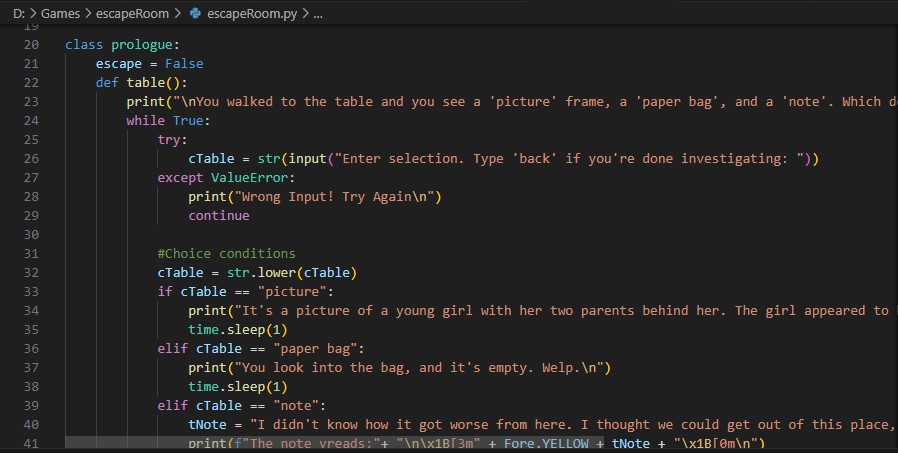 D: > Games > escapeRoom > escapeRoom.py > ...
19
20 class prologue:
21     escape = False
22     def table():
23         print("\nYou walked to the table and you see a 'picture' frame, a 'paper bag', and a 'note'. Which
24         while True:
25             try:
26                 cTable = str(input("Enter selection. Type 'back' if you're done investigating: "))
27             except ValueError:
28                 print("Wrong Input! Try Again\n")
29                 continue
30
31             #Choice conditions
32             cTable = str.lower(cTable)
33             if cTable == "picture":
34                 print("It's a picture of a young girl with her two parents behind her. The girl appeared to
35                 time.sleep(1)
36             elif cTable == "paper bag":
37                 print("You look into the bag, and it's empty. Welp.\n")
38                 time.sleep(1)
39             elif cTable == "note":
40                 tNote = "I didn't know how it got worse from here. I thought we could get out of this place,
41                 print(f"The note yreads:"+ "\n\x1B[3m" + Fore.YELLOW + tNote + "\x1B[0m\n")